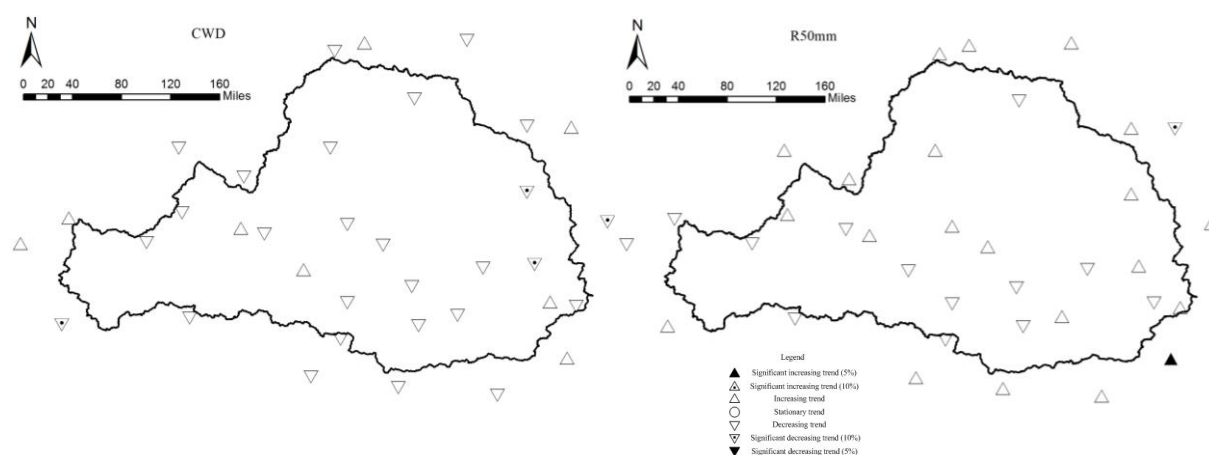 N
CWD
0 20 40 80 120 160
Miles
N
R50mm
0 20 40 80 120 160
Miles
Legend
Significant increasing trend (5%)
Significant increasing trend (10%)
Increasing trend
Stationary trend
Decreasing trend
Significant decreasing trend (10%)
Significant decreasing trend (5%)